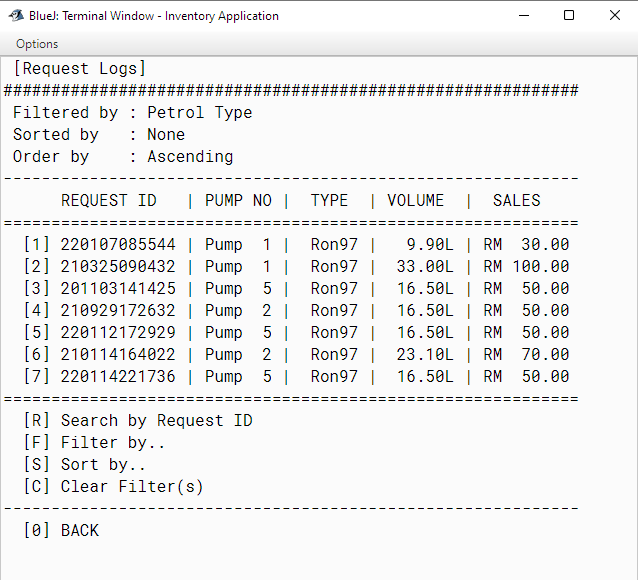 BlueJ: Terminal Window - Inventory Application
Options
[Request Logs]
############################################################
Filtered by : Petrol Type
Sorted by   : None
Order by    : Ascending
------------------------------------------------------------
      REQUEST ID   | PUMP NO |  TYPE  | VOLUME  |  SALES
============================================================
  [1] 220107085544 | Pump  1 |  Ron97 |   9.90L | RM  30.00
  [2] 210325090432 | Pump  1 |  Ron97 |  33.00L | RM 100.00
  [3] 201103141425 | Pump  5 |  Ron97 |  16.50L | RM  50.00
  [4] 210929172632 | Pump  2 |  Ron97 |  16.50L | RM  50.00
  [5] 220112172929 | Pump  5 |  Ron97 |  16.50L | RM  50.00
  [6] 210114164022 | Pump  2 |  Ron97 |  23.10L | RM  70.00
  [7] 220114221736 | Pump  5 |  Ron97 |  16.50L | RM  50.00
============================================================
  [R] Search by Request ID
  [F] Filter by..
  [S] Sort by..
  [C] Clear Filter(s)
------------------------------------------------------------
  [0] BACK